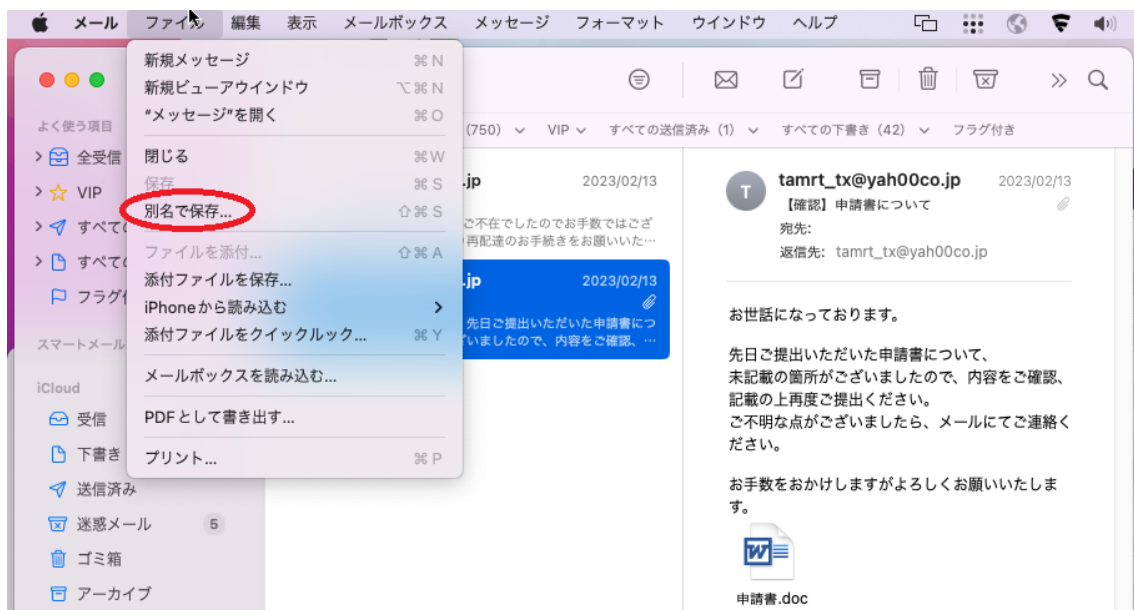 メール ファイル 編集 表示 メールボックス メッセージ フォーマット ウインドウ ヘルプ
新規メッセージ ⌘ N
新規ビューアウインドウ ⌥ ⌘ N
“メッセージ”を開く ⌘ O
閉じる ⌘ W
保存 ⌘ S
別名で保存... ⇧ ⌘ S
ファイルを添付... ⇧ ⌘ A
添付ファイルを保存...
iPhoneから読み込む
添付ファイルをクイックルック... ⌘ Y
メールボックスを読み込む...
PDFとして書き出す...
プリント... ⌘ P
よく使う項目
全受信
VIP
すべて
すべて
フラグ
スマートメール
iCloud
受信
下書き
送信済み
迷惑メール 5
ゴミ箱
アーカイブ
(750) VIP すべての送信済み (1) すべての下書き (42) フラグ付き
.jp 2023/02/13
ご不在でしたのでお手数ではござ
再配達のお手続きをお願いいた…
.jp 2023/02/13
先日ご提出いただいた申請書につ
いましたので、内容をご確認、…
T
tamrt_tx@yah00co.jp 2023/02/13
【確認】申請書について
宛先:
返信先: tamrt_tx@yah00co.jp
お世話になっております。
先日ご提出いただいた申請書について、
未記載の箇所がございましたので、内容をご確認、
記載の上再度ご提出ください。
ご不明な点がございましたら、メールにてご連絡く
ださい。
お手数をおかけしますがよろしくお願いいたしま
す。
W
申請書.doc